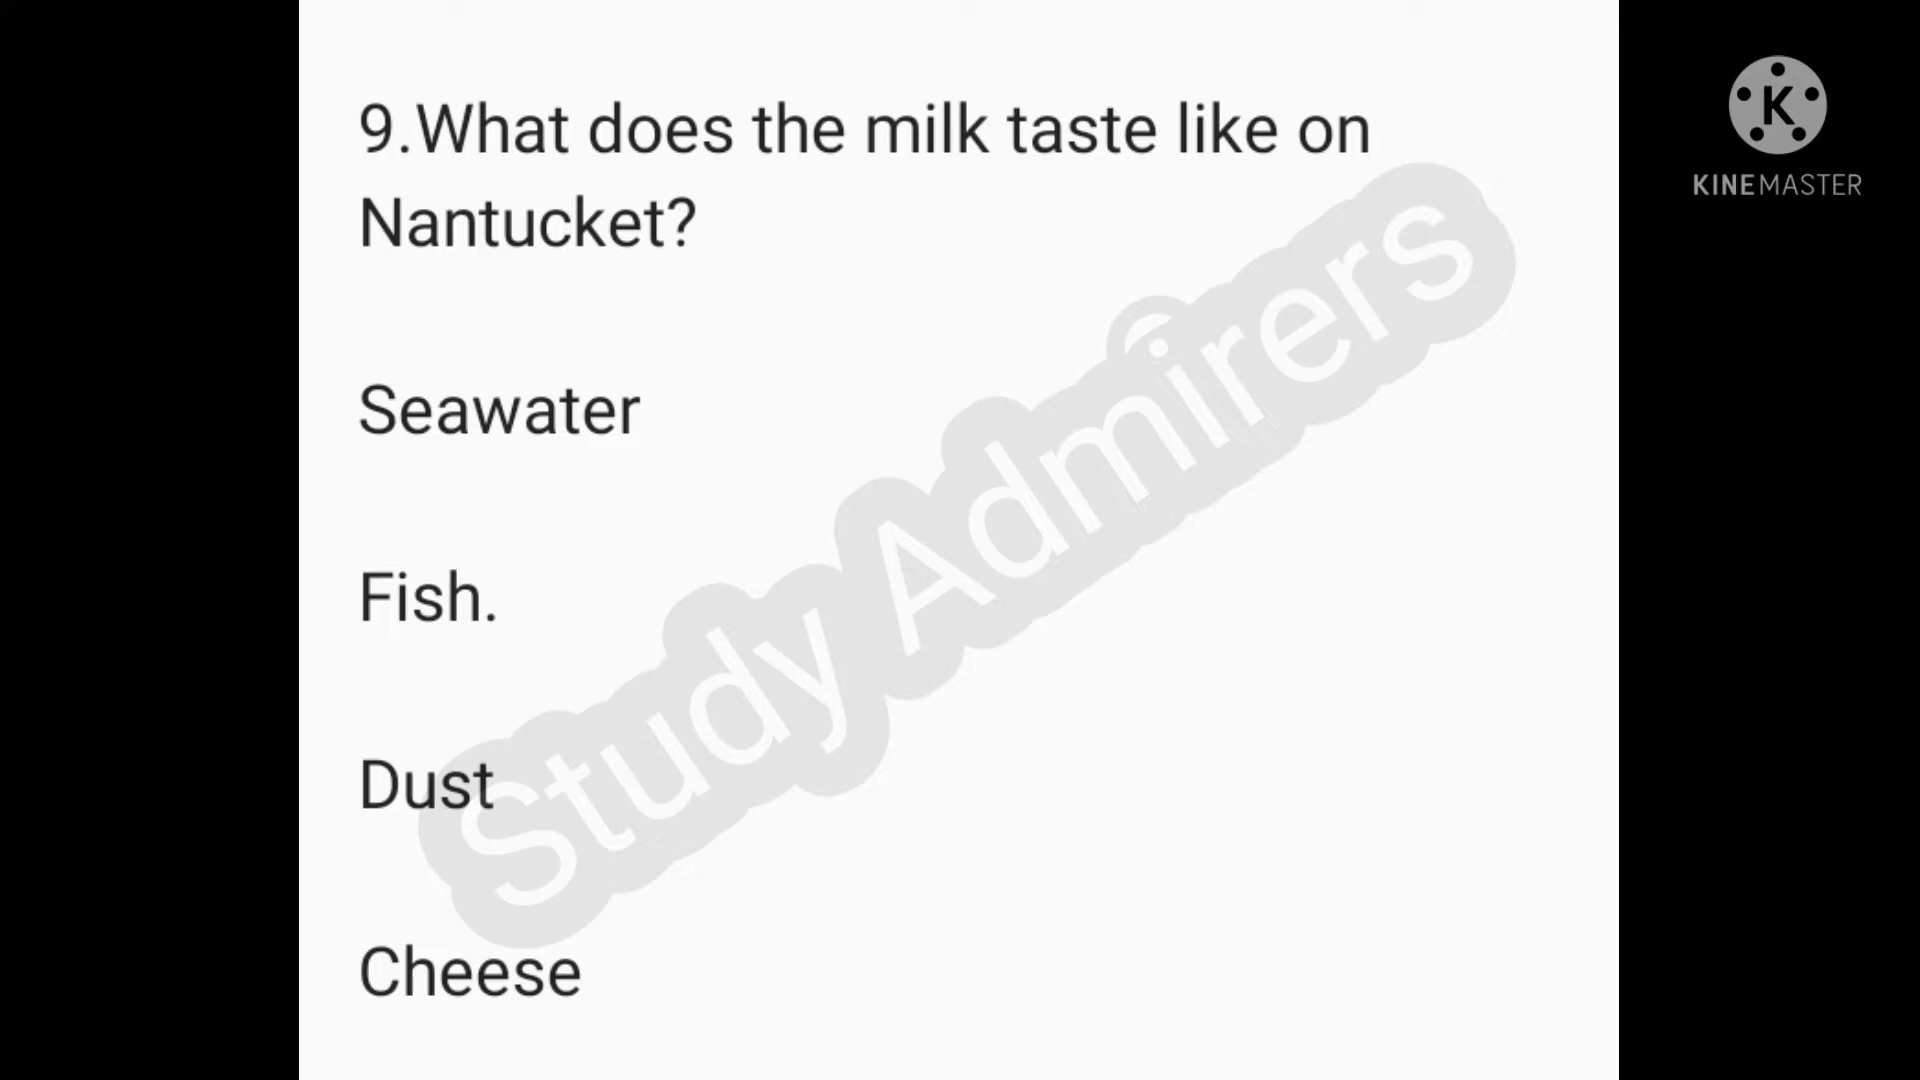 9.What does the milk taste like on
Nantucket?
Seawater
Fish.
Dust
Cheese
Study Admirers
K
KINEMASTER